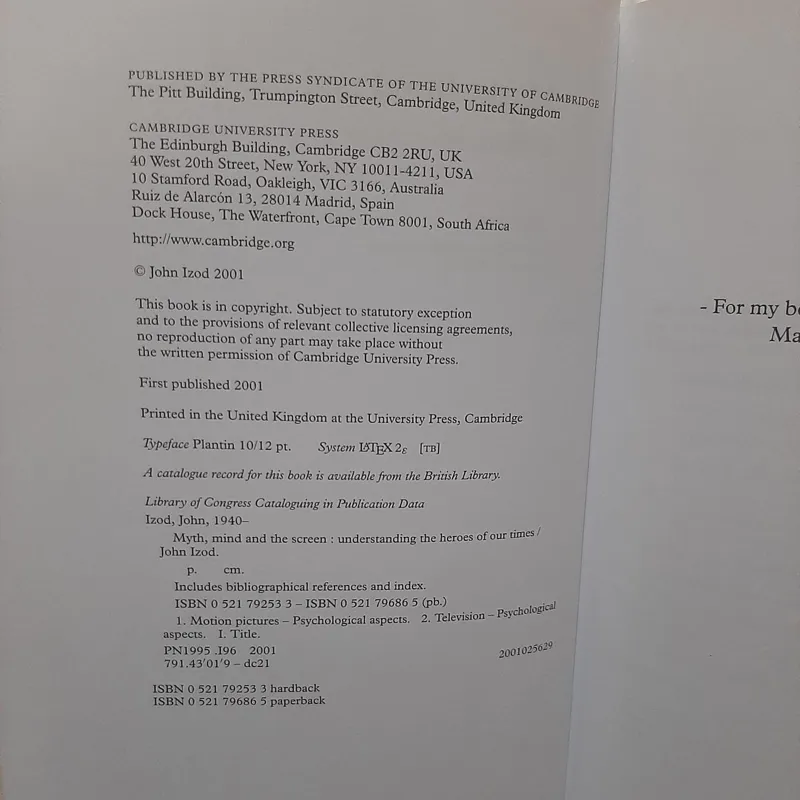 PUBLISHED BY THE PRESS SYNDICATE OF THE UNIVERSITY OF CAMBRIDGE
The Pitt Building, Trumpington Street, Cambridge, United Kingdom
CAMBRIDGE UNIVERSITY PRESS
The Edinburgh Building, Cambridge CB2 2RU, UK
40 West 20th Street, New York, NY 10011-4211, USA
10 Stamford Road, Oakleigh, VIC 3166, Australia
Ruiz de Alarcón 13, 28014 Madrid, Spain
Dock House, The Waterfront, Cape Town 8001, South Africa
http://www.cambridge.org
© John Izod 2001
This book is in copyright. Subject to statutory exception
and to the provisions of relevant collective licensing agreements,
no reproduction of any part may take place without
the written permission of Cambridge University Press.
First published 2001
Printed in the United Kingdom at the University Press, Cambridge
Typeface Plantin 10/12 pt. System LATEX 2ε [TB]
A catalogue record for this book is available from the British Library.
Library of Congress Cataloguing in Publication Data
Izod, John, 1940–
Myth, mind and the screen : understanding the heroes of our times /
John Izod.
p. cm.
Includes bibliographical references and index.
ISBN 0 521 79253 3 – ISBN 0 521 79686 5 (pb.)
1. Motion pictures – Psychological aspects. 2. Television – Psychological
aspects. I. Title.
PN1995 .I96 2001
791.43′01′9 – dc21 2001025629
ISBN 0 521 79253 3 hardback
ISBN 0 521 79686 5 paperback
- For my